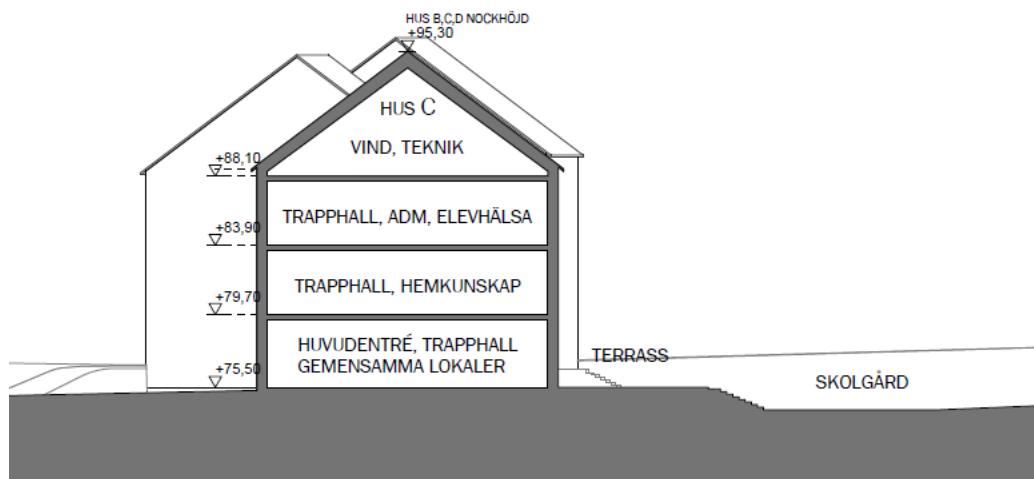 HUS B,C,D NOCKHÖJD
+95,30
HUS C
VIND, TEKNIK
+88,10
TRAPPHALL, ADM, ELEVHÄLSA
+83,90
TRAPPHALL, HEMKUNSKAP
+79,70
HUVUDENTRÉ, TRAPPHALL
GEMENSAMMA LOKALER
+75,50
TERRASS
SKOLGÅRD